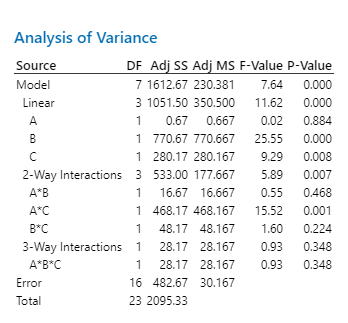 Analysis of Variance
Source DF Adj SS Adj MS F-Value P-Value
Model 7 1612.67 230.381 7.64 0.000
Linear 3 1051.50 350.500 11.62 0.000
A 1 0.67 0.667 0.02 0.884
B 1 770.67 770.667 25.55 0.000
C 1 280.17 280.167 9.29 0.008
2-Way Interactions 3 533.00 177.667 5.89 0.007
A*B 1 16.67 16.667 0.55 0.468
A*C 1 468.17 468.167 15.52 0.001
B*C 1 48.17 48.167 1.60 0.224
3-Way Interactions 1 28.17 28.167 0.93 0.348
A*B*C 1 28.17 28.167 0.93 0.348
Error 16 482.67 30.167
Total 23 2095.33